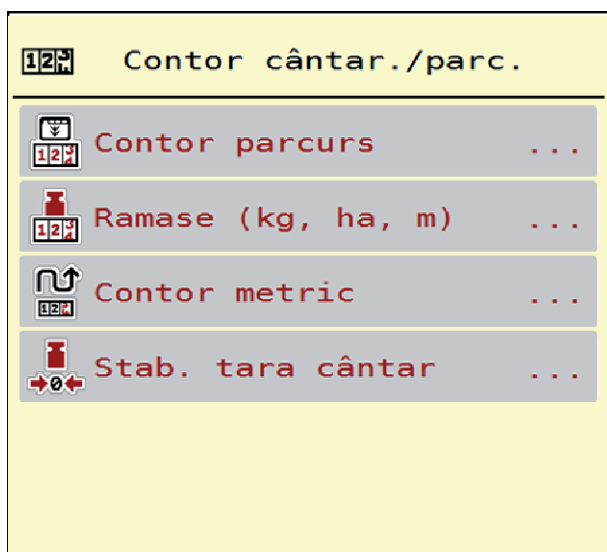 Contor cântar./parc.
Contor parcurs ...
Ramase (kg, ha, m) ...
Contor metric ...
Stab. tara cântar ...